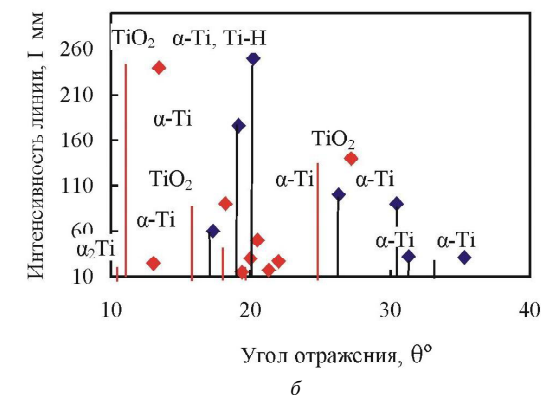 Интенсивность линии, I мм
260
210
160
110
60
10
TiO₂ α-Ti, Ti-H
α-Ti
TiO₂
TiO₂
α-Ti α-Ti
α-Ti
α₂Ti
α-Ti α-Ti
10 20 30 40
Угол отражсния, θ°
б